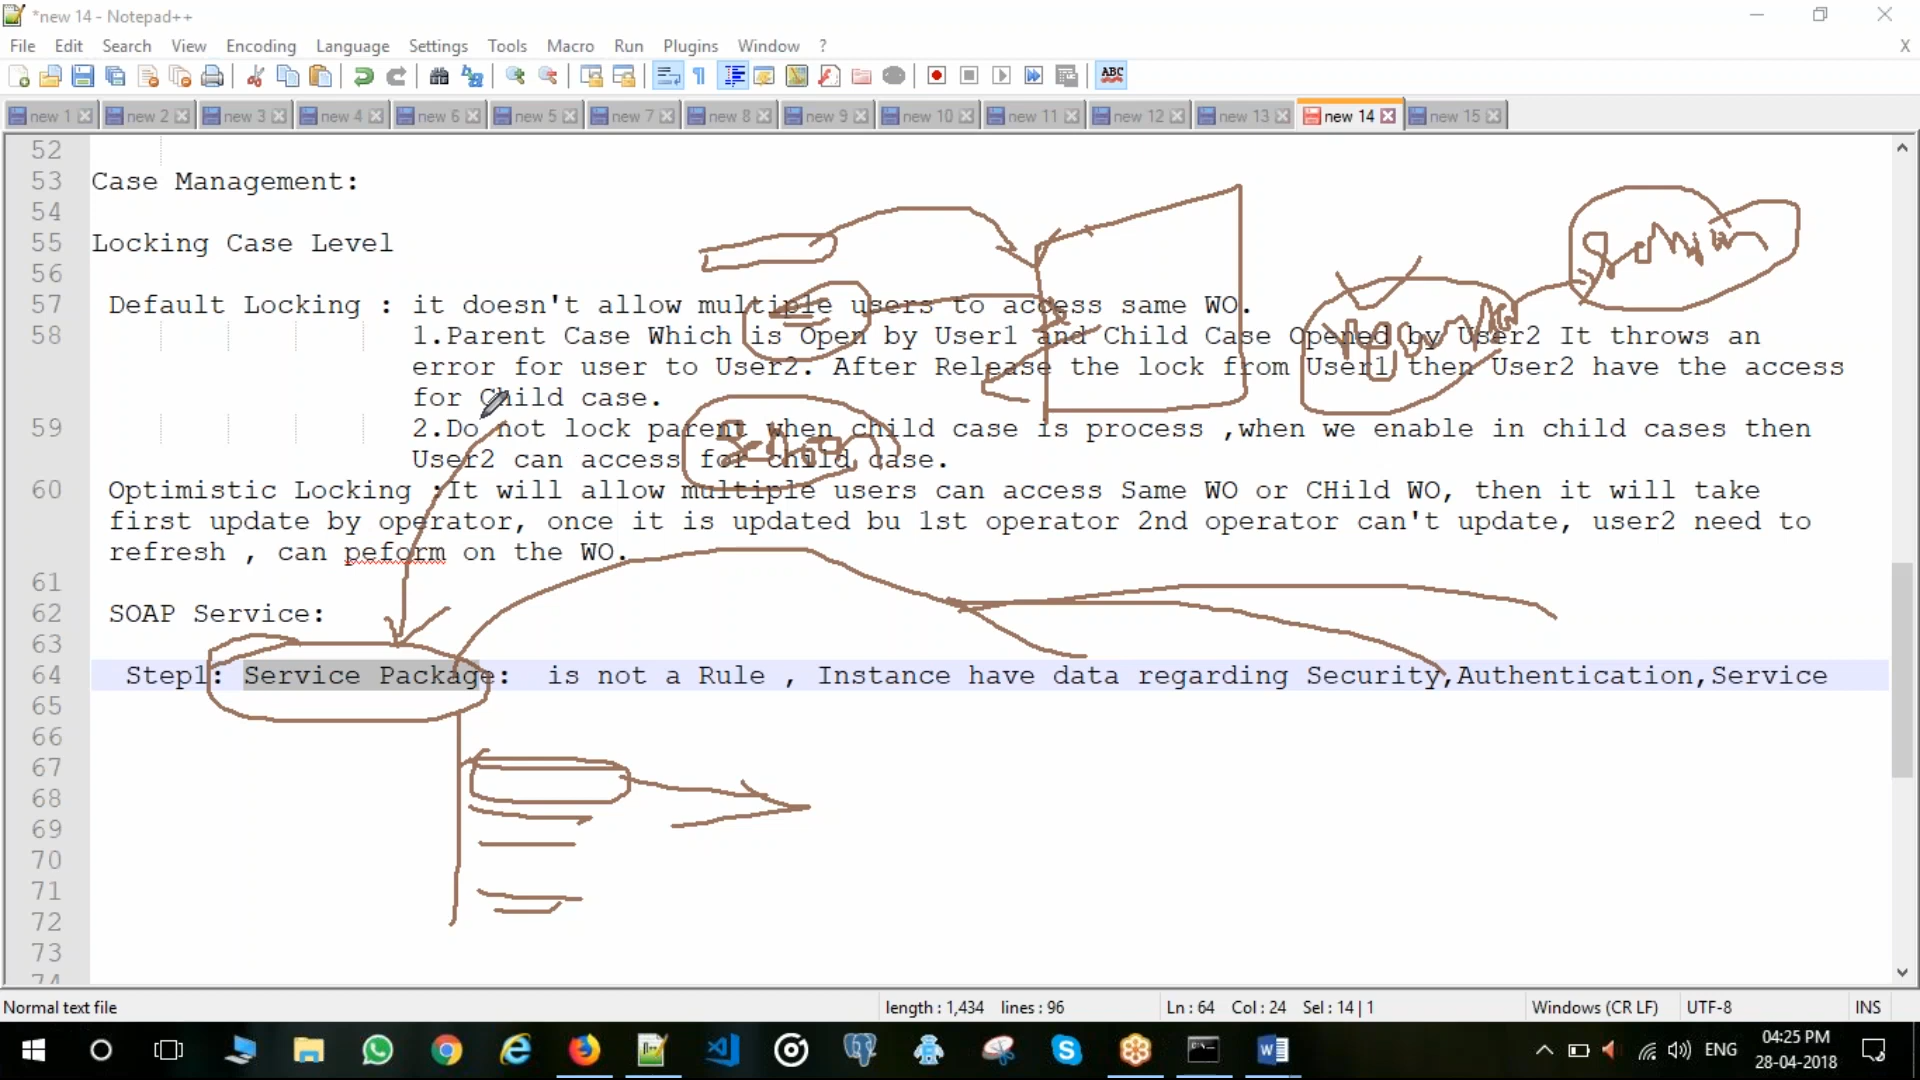 *new 14 - Notepad++
File Edit Search View Encoding Language Settings Tools Macro Run Plugins Window ? X
ABC
new 1 new 2 new 3 new 4 new 6 new 5 new 7 new 8 new 9 new 10 new 11 new 12 new 13 new 14 new 15
52
53 Case Management:
54
55 Locking Case Level
56
57 Default Locking : it doesn't allow multiple users to access same WO.
58 1.Parent Case Which is Open by User1 and Child Case Opened by User2 It throws an
error for user to User2. After Release the lock from User1 then User2 have the access
for Child case.
59 2.Do not lock parent when child case is process ,when we enable in child cases then
User2 can access for child case.
60 Optimistic Locking :It will allow multiple users can access Same WO or CHild WO, then it will take
first update by operator, once it is updated bu 1st operator 2nd operator can't update, user2 need to
refresh , can peform on the WO.
61
62 SOAP Service:
63
64 Step1: Service Package: is not a Rule , Instance have data regarding Security,Authentication,Service
65
66
67
68
69
70
71
72
73
74
Normal text file length : 1,434 lines : 96 Ln : 64 Col : 24 Sel : 14 | 1 Windows (CR LF) UTF-8 INS
ENG 04:25 PM
28-04-2018